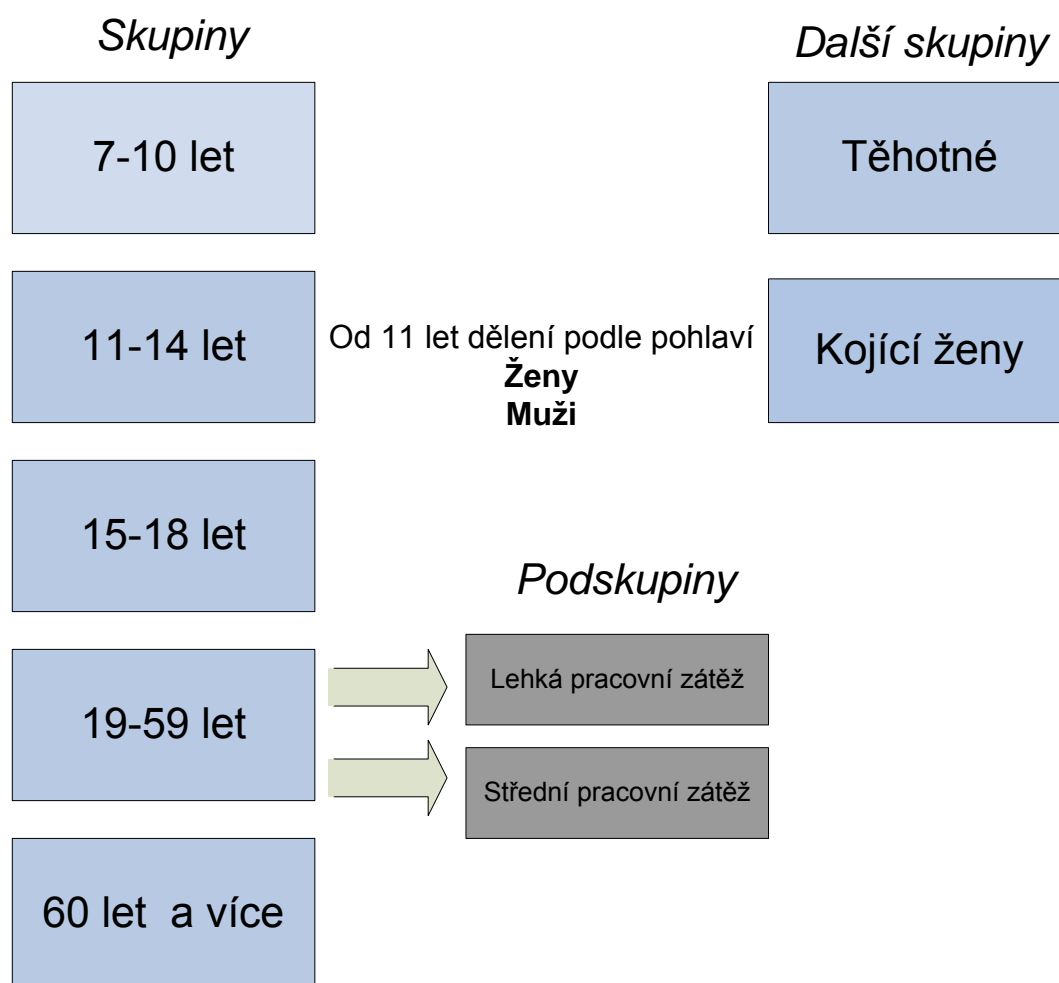 Skupiny
Další skupiny
7-10 let
Těhotné
11-14 let
Od 11 let dělení podle pohlaví
Ženy
Muži
Kojící ženy
15-18 let
Podskupiny
19-59 let
Lehká pracovní zátěž
Střední pracovní zátěž
60 let a více